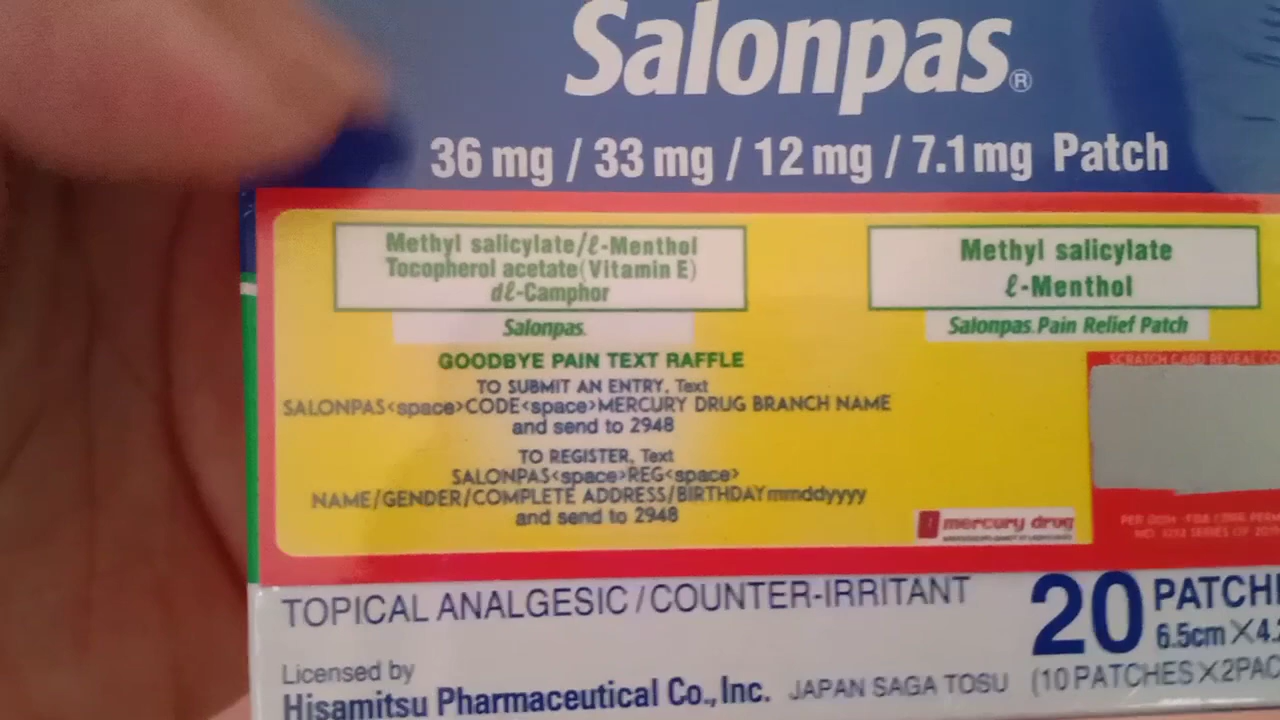 Salonpas®
36 mg / 33 mg / 12 mg / 7.1 mg Patch
Methyl salicylate/ℓ-Menthol
Tocopherol acetate(Vitamin E)
dℓ-Camphor
Salonpas.
Methyl salicylate
ℓ-Menthol
Salonpas.Pain Relief Patch
GOODBYE PAIN TEXT RAFFLE
TO SUBMIT AN ENTRY, Text
SALONPAS<space>CODE<space>MERCURY DRUG BRANCH NAME
and send to 2948
TO REGISTER, Text
SALONPAS<space>REG<space>
NAME/GENDER/COMPLETE ADDRESS/BIRTHDAYmmddyyyy
and send to 2948
SCRATCH CARD REVEAL
mercury drug
TOPICAL ANALGESIC / COUNTER-IRRITANT
20 PATCH
6.5cm X 4.
(10 PATCHES X 2
Licensed by
Hisamitsu Pharmaceutical Co., Inc. JAPAN SAGA TOSU